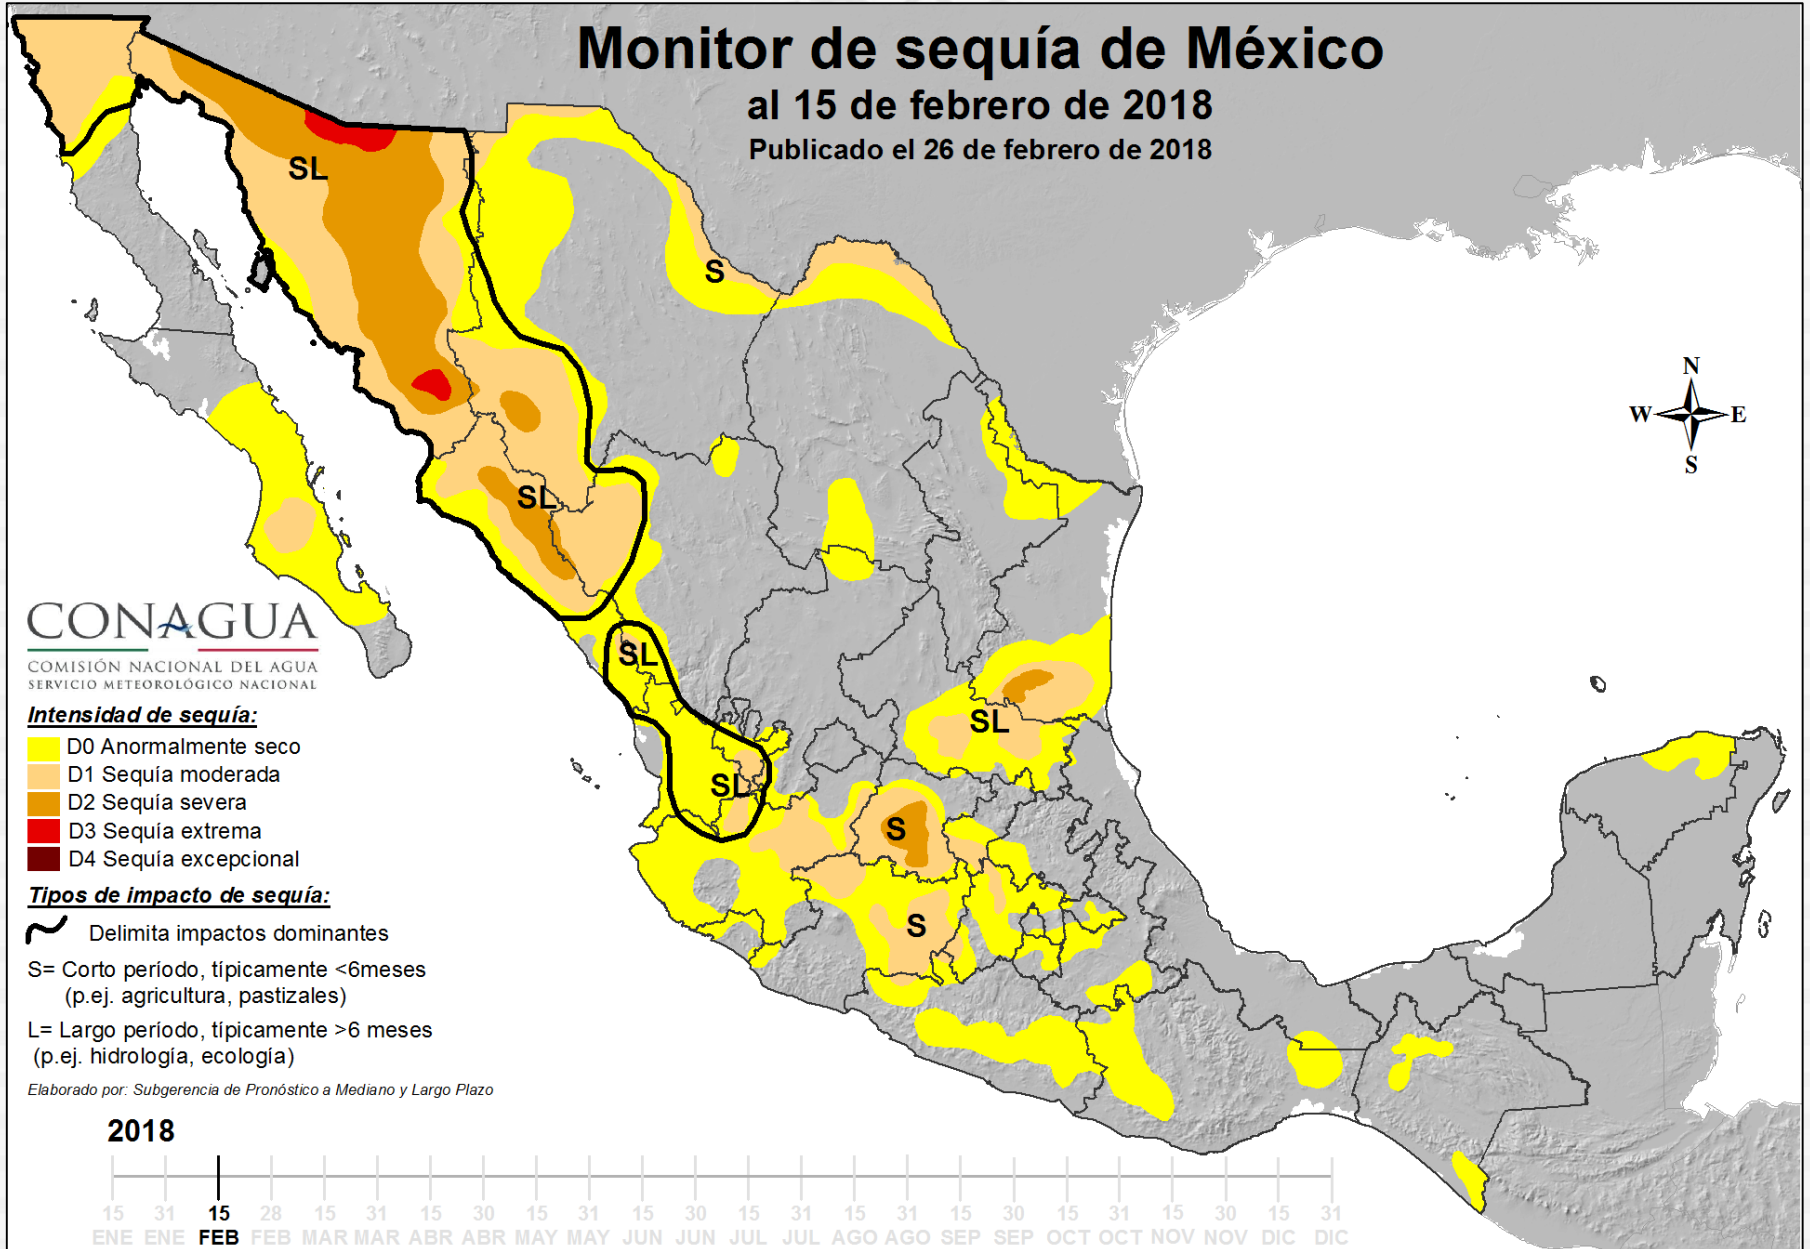 Monitor de sequía de México
al 15 de febrero de 2018
Publicado el 26 de febrero de 2018
SL
S
N
W E
S
SL
SL
SL
SL
S
S
CONAGUA
COMISIÓN NACIONAL DEL AGUA
SERVICIO METEOROLÓGICO NACIONAL
Intensidad de sequía:
D0 Anormalmente seco
D1 Sequía moderada
D2 Sequía severa
D3 Sequía extrema
D4 Sequía excepcional
Tipos de impacto de sequía:
Delimita impactos dominantes
S= Corto período, típicamente <6meses
(p.ej. agricultura, pastizales)
L= Largo período, típicamente >6 meses
(p.ej. hidrología, ecología)
Elaborado por: Subgerencia de Pronóstico a Mediano y Largo Plazo
2018
15 31 15 28 15 31 15 30 15 31 15 30 15 31 15 31 15 30 15 31 15 30 15 31
ENE ENE FEB FEB MAR MAR ABR ABR MAY MAY JUN JUN JUL JUL AGO AGO SEP SEP OCT OCT NOV NOV DIC DIC